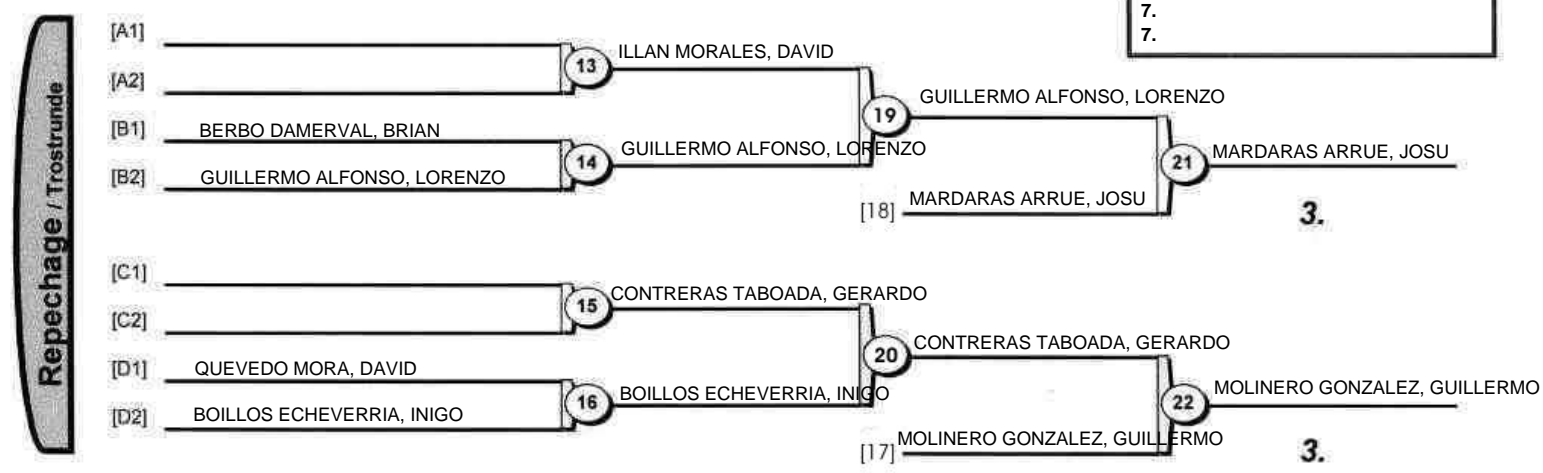 7.
7.
Repechage / Trostrunde
[A1]
13
ILLAN MORALES, DAVID
[A2]
19
GUILLERMO ALFONSO, LORENZO
[B1] BERBO DAMERVAL, BRIAN
14
GUILLERMO ALFONSO, LORENZO
[B2] GUILLERMO ALFONSO, LORENZO
21
MARDARAS ARRUE, JOSU
[18] MARDARAS ARRUE, JOSU
3.
[C1]
15
CONTRERAS TABOADA, GERARDO
[C2]
20
CONTRERAS TABOADA, GERARDO
[D1] QUEVEDO MORA, DAVID
16
BOILLOS ECHEVERRIA, INIGO
[D2] BOILLOS ECHEVERRIA, INIGO
22
MOLINERO GONZALEZ, GUILLERMO
[17] MOLINERO GONZALEZ, GUILLERMO
3.